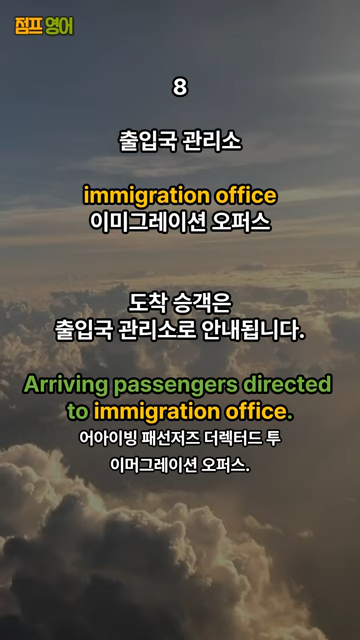 점프 영어
8
출입국 관리소
immigration office
이미그레이션 오퍼스
도착 승객은
출입국 관리소로 안내됩니다.
Arriving passengers directed
to immigration office.
어아이빙 패선저즈 더렉터드 투
이머그레이션 오퍼스.